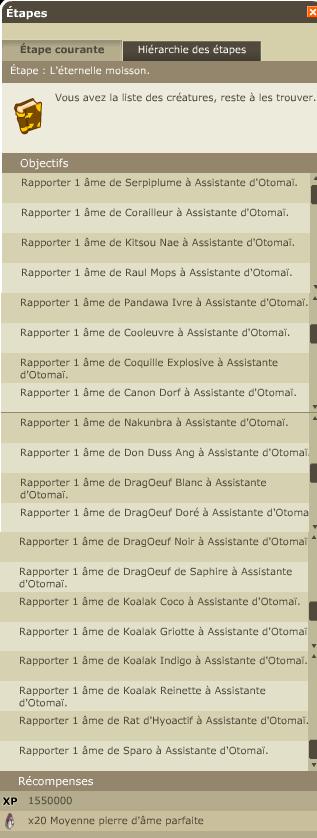 Étapes
Étape courante
Hiérarchie des étapes
Étape : L'éternelle moisson.
Vous avez la liste des créatures, reste à les trouver.
Objectifs
Rapporter 1 âme de Serpiplume à Assistante d'Otomaï.
Rapporter 1 âme de Corailleur à Assistante d'Otomaï.
Rapporter 1 âme de Kitsou Nae à Assistante d'Otomaï.
Rapporter 1 âme de Raul Mops à Assistante d'Otomaï.
Rapporter 1 âme de Pandawa Ivre à Assistante d'Otomaï.
Rapporter 1 âme de Cooleuvre à Assistante d'Otomaï.
Rapporter 1 âme de Coquille Explosive à Assistante
d'Otomaï.
Rapporter 1 âme de Canon Dorf à Assistante d'Otomaï.
Rapporter 1 âme de Nakunbra à Assistante d'Otomaï.
Rapporter 1 âme de Don Duss Ang à Assistante d'Otomaï.
Rapporter 1 âme de DragOeuf Blanc à Assistante
d'Otomaï.
Rapporter 1 âme de DragOeuf Doré à Assistante d'Otoma
Rapporter 1 âme de DragOeuf Noir à Assistante d'Otomaï
Rapporter 1 âme de DragOeuf de Saphire à Assistante
d'Otomaï.
Rapporter 1 âme de Koalak Coco à Assistante d'Otomaï.
Rapporter 1 âme de Koalak Griotte à Assistante d'Otomaï
Rapporter 1 âme de Koalak Indigo à Assistante d'Otomaï.
Rapporter 1 âme de Koalak Reinette à Assistante
d'Otomaï.
Rapporter 1 âme de Rat d'Hyoactif à Assistante d'Otomaï.
Rapporter 1 âme de Sparo à Assistante d'Otomaï.
Récompenses
XP 1550000
x20 Moyenne pierre d'âme parfaite